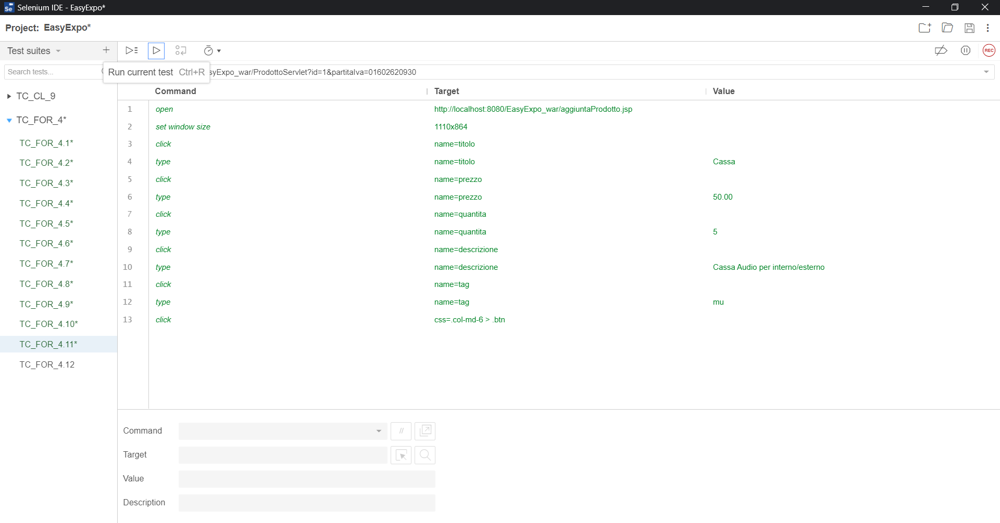 Selenium IDE - EasyExpo*
Project: EasyExpo*
Test suites
REC
Search tests...
Run current test Ctrl+R
syExpo_war/ProdottoServlet?id=1&partitaIva=01602620930
Command Target Value
TC_CL_9
TC_FOR_4*
TC_FOR_4.1*
TC_FOR_4.2*
TC_FOR_4.3*
TC_FOR_4.4*
TC_FOR_4.5*
TC_FOR_4.6*
TC_FOR_4.7*
TC_FOR_4.8*
TC_FOR_4.9*
TC_FOR_4.10*
TC_FOR_4.11*
TC_FOR_4.12
1 open http://localhost:8080/EasyExpo_war/aggiuntaProdotto.jsp
2 set window size 1110x864
3 click name=titolo
4 type name=titolo Cassa
5 click name=prezzo
6 type name=prezzo 50.00
7 click name=quantita
8 type name=quantita 5
9 click name=descrizione
10 type name=descrizione Cassa Audio per interno/esterno
11 click name=tag
12 type name=tag mu
13 click css=.col-md-6 > .btn
Command //
Target
Value
Description